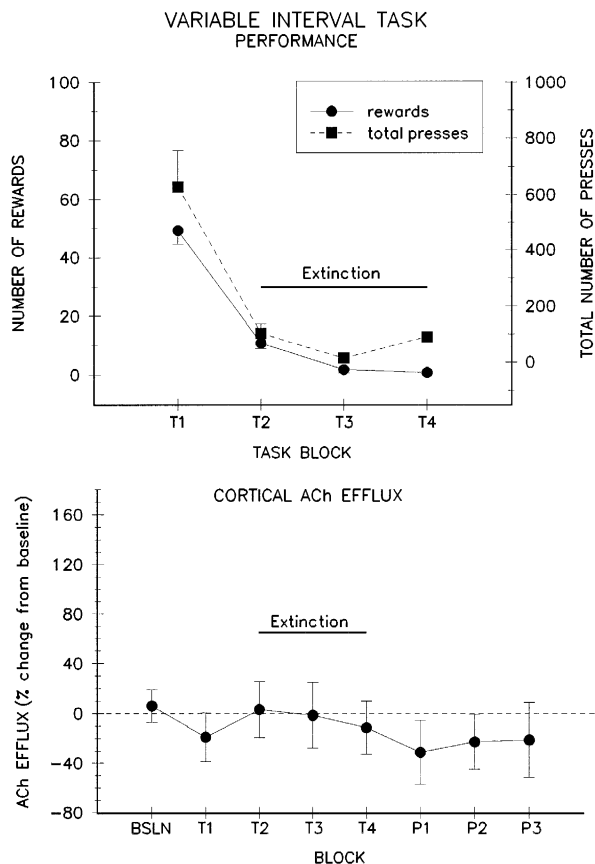 VARIABLE INTERVAL TASK
PERFORMANCE
100
80
60
40
20
0
NUMBER OF REWARDS
1000
800
600
400
200
0
TOTAL NUMBER OF PRESSES
rewards
total presses
Extinction
T1 T2 T3 T4
TASK BLOCK
CORTICAL ACh EFFLUX
160
120
80
40
0
-40
-80
ACh EFFLUX (% change from baseline)
Extinction
BSLN T1 T2 T3 T4 P1 P2 P3
BLOCK